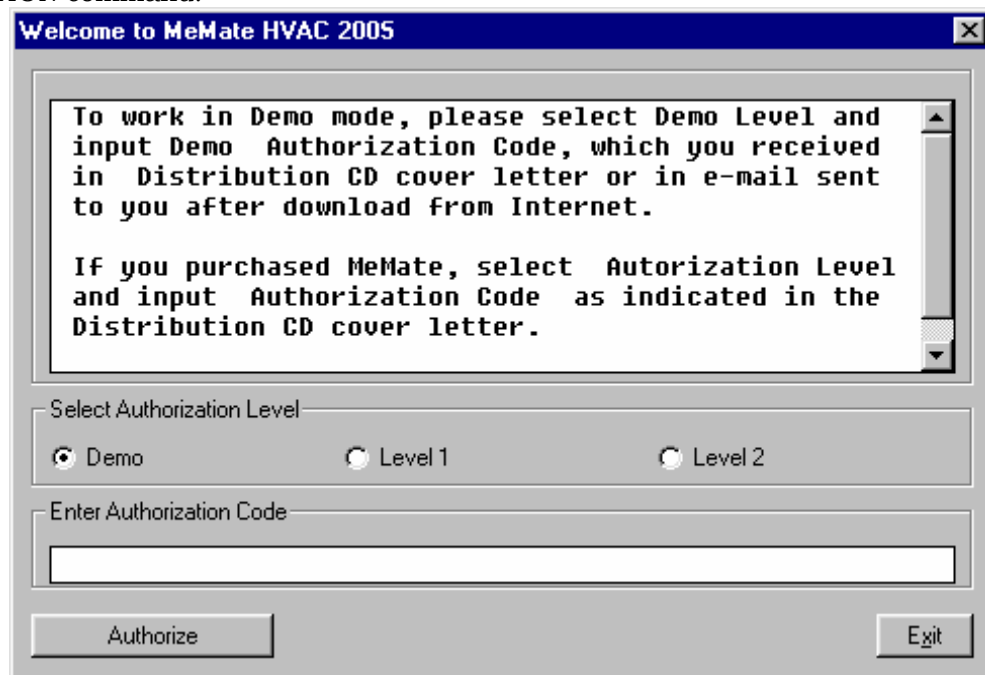 command.
Welcome to MeMate HVAC 2005
To work in Demo mode, please select Demo Level and
input Demo  Authorization Code, which you received
in  Distribution CD cover letter or in e-mail sent
to you after download from Internet.
If you purchased MeMate, select  Autorization Level
and input  Authorization Code  as indicated in the
Distribution CD cover letter.
Select Authorization Level
Demo Level 1 Level 2
Enter Authorization Code
Authorize Exit